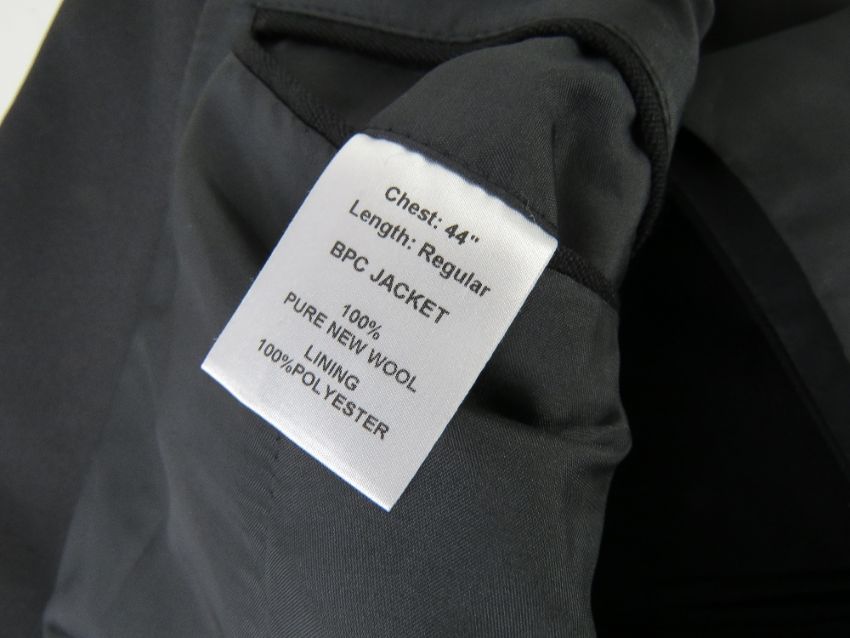 Chest: 44"
Length: Regular
BPC JACKET
100%
PURE NEW WOOL
LINING
100%POLYESTER